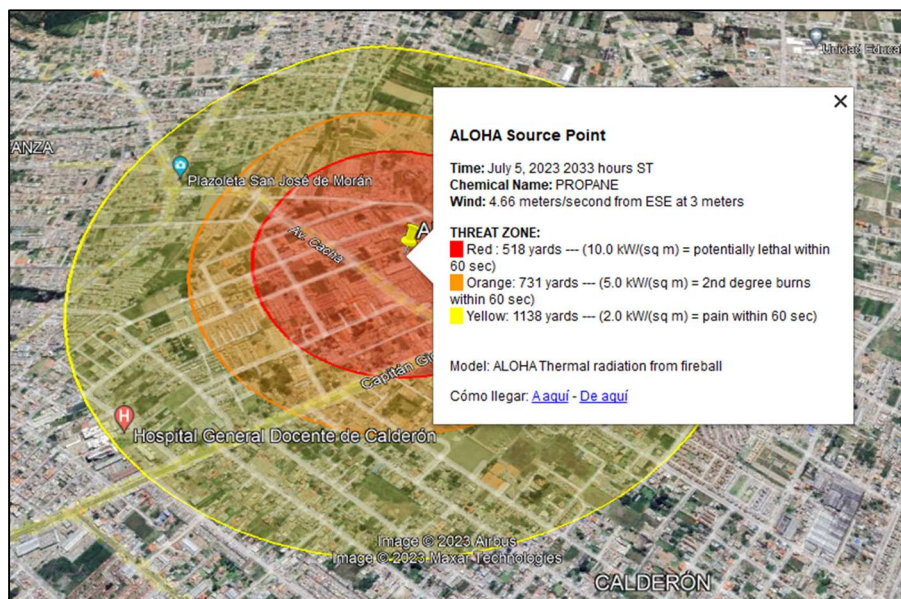 Unidad Educa
ANZA
Plazoleta San José de Morán
A
Av. Cacha
Capitán Gi
Hospital General Docente de Calderón
CALDERÓN
Image © 2023 Airbus
Image © 2023 Maxar Technologies
ALOHA Source Point
Time: July 5, 2023 2033 hours ST
Chemical Name: PROPANE
Wind: 4.66 meters/second from ESE at 3 meters
THREAT ZONE:
Red : 518 yards --- (10.0 kW/(sq m) = potentially lethal within
60 sec)
Orange: 731 yards --- (5.0 kW/(sq m) = 2nd degree burns
within 60 sec)
Yellow: 1138 yards --- (2.0 kW/(sq m) = pain within 60 sec)
Model: ALOHA Thermal radiation from fireball
Cómo llegar: A aquí - De aquí